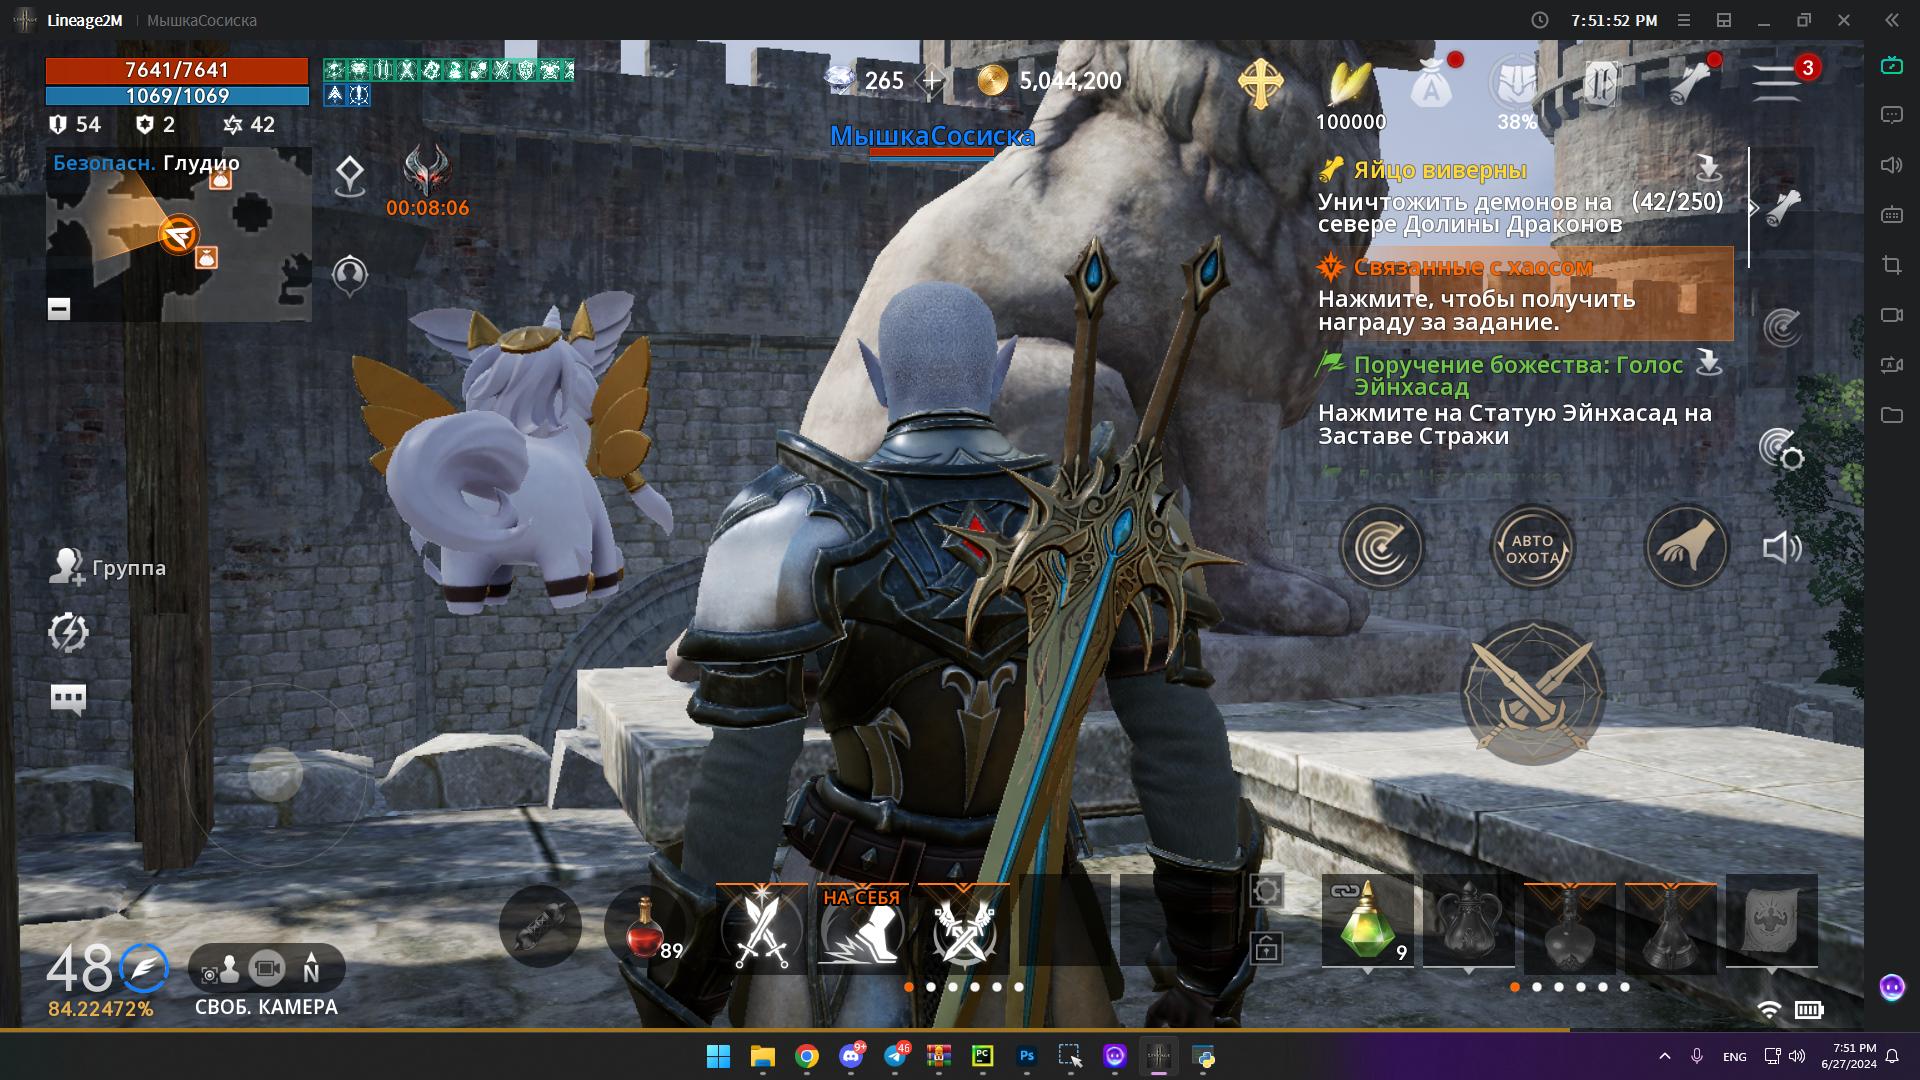 Lineage2M | МышкаСосиска
7:51:52 PM
7641/7641
1069/1069
54 2 42
Безопасн. Глудио
00:08:06
265
5,044,200
МышкаСосиска
100000
38%
3
Яйцо виверны
Уничтожить демонов на (42/250)
севере Долины Драконов
Связанные с хаосом
Нажмите, чтобы получить
награду за задание.
Поручение божества: Голос
Эйнхасад
Нажмите на Статую Эйнхасад на
Заставе Стражи
АВТО
ОХОТА
Группа
НА СЕБЯ
89
9
48
84.22472%
N
СВОБ. КАМЕРА
9+
46
PC
Ps
ENG
7:51 PM
6/27/2024